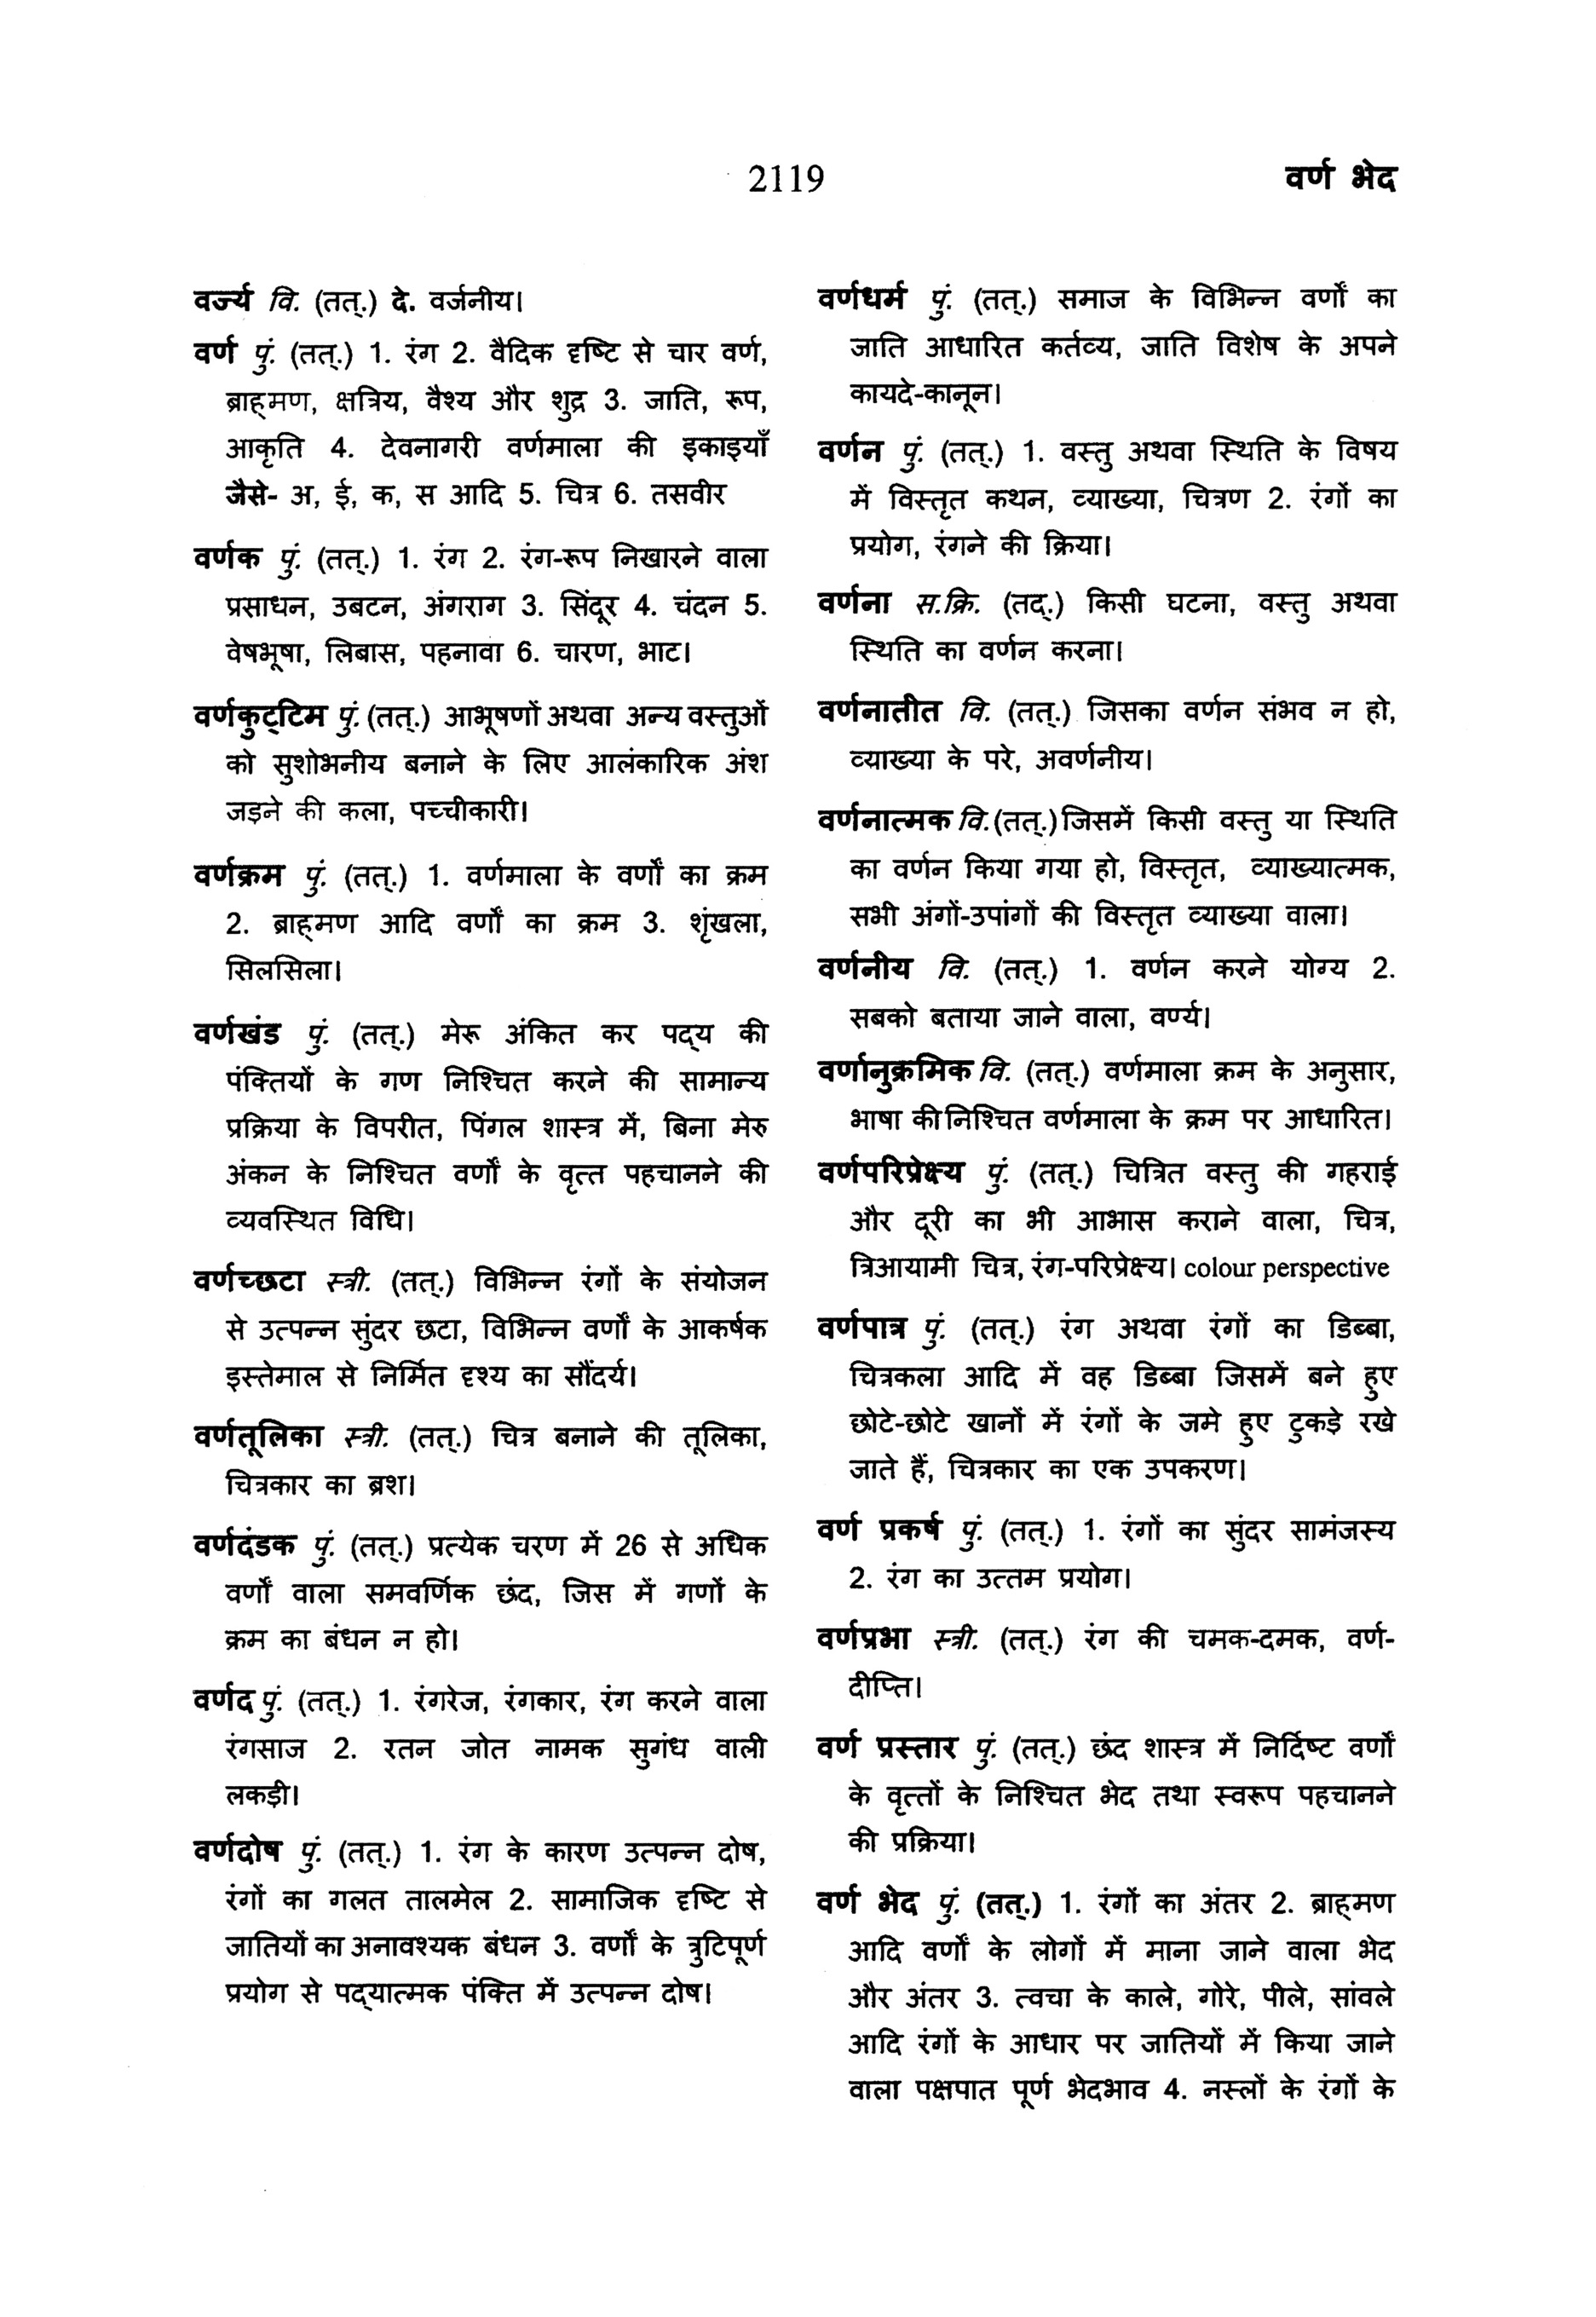 2119
वर्ण भेद
वर्ज्य वि. (तत्.) दे. वर्जनीय।
वर्ण पुं. (तत्.) 1. रंग 2. वैदिक दृष्टि से चार वर्ण,
ब्राह्मण, क्षत्रिय, वैश्य और शुद्र 3. जाति, रूप,
आकृति 4. देवनागरी वर्णमाला की इकाइयाँ
जैसे- अ, ई, क, स आदि 5. चित्र 6. तसवीर
वर्णक पुं. (तत्.) 1. रंग 2. रंग-रूप निखारने वाला
प्रसाधन, उबटन, अंगराग 3. सिंदूर 4. चंदन 5.
वेषभूषा, लिबास, पहनावा 6. चारण, भाट।
वर्णकुट्टिम पुं. (तत्.) आभूषणों अथवा अन्य वस्तुओं
को सुशोभनीय बनाने के लिए आलंकारिक अंश
जड़ने की कला, पच्चीकारी।
वर्णक्रम पुं. (तत्.) 1. वर्णमाला के वर्णों का क्रम
2. ब्राह्मण आदि वर्णों का क्रम 3. शृंखला,
सिलसिला।
वर्णखंड पुं. (तत्.) मेरू अंकित कर पद्य की
पंक्तियों के गण निश्चित करने की सामान्य
प्रक्रिया के विपरीत, पिंगल शास्त्र में, बिना मेरु
अंकन के निश्चित वर्णों के वृत्त पहचानने की
व्यवस्थित विधि।
वर्णच्छटा स्त्री. (तत्.) विभिन्न रंगों के संयोजन
से उत्पन्न सुंदर छटा, विभिन्न वर्णों के आकर्षक
इस्तेमाल से निर्मित दृश्य का सौंदर्य।
वर्णतूलिका स्त्री. (तत्.) चित्र बनाने की तूलिका,
चित्रकार का ब्रश।
वर्णदंडक पुं. (तत्.) प्रत्येक चरण में 26 से अधिक
वर्णों वाला समवर्णिक छंद, जिस में गणों के
क्रम का बंधन न हो।
वर्णद पुं. (तत्.) 1. रंगरेज, रंगकार, रंग करने वाला
रंगसाज 2. रतन जोत नामक सुगंध वाली
लकड़ी।
वर्णदोष पुं. (तत्.) 1. रंग के कारण उत्पन्न दोष,
रंगों का गलत तालमेल 2. सामाजिक दृष्टि से
जातियों का अनावश्यक बंधन 3. वर्णों के त्रुटिपूर्ण
प्रयोग से पद्यात्मक पंक्ति में उत्पन्न दोष।
वर्णधर्म पुं. (तत्.) समाज के विभिन्न वर्णों का
जाति आधारित कर्तव्य, जाति विशेष के अपने
कायदे-कानून।
वर्णन पुं. (तत्.) 1. वस्तु अथवा स्थिति के विषय
में विस्तृत कथन, व्याख्या, चित्रण 2. रंगों का
प्रयोग, रंगने की क्रिया।
वर्णना स.क्रि. (तद्.) किसी घटना, वस्तु अथवा
स्थिति का वर्णन करना।
वर्णनातीत वि. (तत्.) जिसका वर्णन संभव न हो,
व्याख्या के परे, अवर्णनीय।
वर्णनात्मक वि. (तत्.) जिसमें किसी वस्तु या स्थिति
का वर्णन किया गया हो, विस्तृत, व्याख्यात्मक,
सभी अंगों-उपांगों की विस्तृत व्याख्या वाला।
वर्णनीय वि. (तत्.) 1. वर्णन करने योग्य 2.
सबको बताया जाने वाला, वर्ण्य।
वर्णानुक्रमिक वि. (तत्.) वर्णमाला क्रम के अनुसार,
भाषा की निश्चित वर्णमाला के क्रम पर आधारित।
वर्णपरिप्रेक्ष्य पुं. (तत्.) चित्रित वस्तु की गहराई
और दूरी का भी आभास कराने वाला, चित्र,
त्रिआयामी चित्र, रंग-परिप्रेक्ष्य। colour perspective
वर्णपात्र पुं. (तत्.) रंग अथवा रंगों का डिब्बा,
चित्रकला आदि में वह डिब्बा जिसमें बने हुए
छोटे-छोटे खानों में रंगों के जमे हुए टुकड़े रखे
जाते हैं, चित्रकार का एक उपकरण।
वर्ण प्रकर्ष पुं. (तत्.) 1. रंगों का सुंदर सामंजस्य
2. रंग का उत्तम प्रयोग।
वर्णप्रभा स्त्री. (तत्.) रंग की चमक-दमक, वर्ण-
दीप्ति।
वर्ण प्रस्तार पुं. (तत्.) छंद शास्त्र में निर्दिष्ट वर्णों
के वृत्तों के निश्चित भेद तथा स्वरूप पहचानने
की प्रक्रिया।
वर्ण भेद पुं. (तत्.) 1. रंगों का अंतर 2. ब्राह्मण
आदि वर्णों के लोगों में माना जाने वाला भेद
और अंतर 3. त्वचा के काले, गोरे, पीले, सांवले
आदि रंगों के आधार पर जातियों में किया जाने
वाला पक्षपात पूर्ण भेदभाव 4. नस्लों के रंगों के